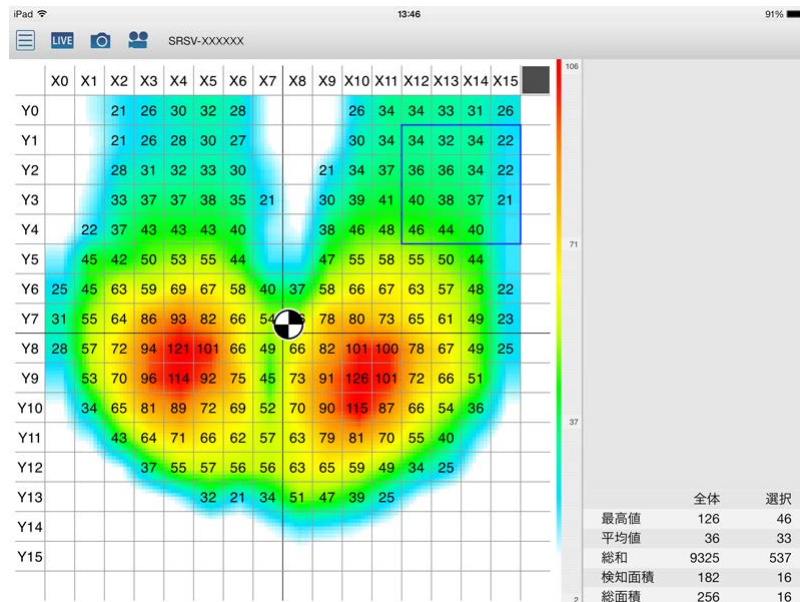 iPad 13:46 91%
LIVE SRSV-XXXXXX
X0 X1 X2 X3 X4 X5 X6 X7 X8 X9 X10 X11 X12 X13 X14 X15
106
Y0 21 26 30 32 28 26 34 34 33 31 26
Y1 21 26 28 30 27 30 34 34 32 34 22
Y2 28 31 32 33 30 21 34 37 36 36 34 22
Y3 33 37 37 38 35 21 30 39 41 40 38 37 21
Y4 22 37 43 43 43 40 38 46 48 46 44 40
71
Y5 45 42 50 53 55 44 47 55 58 55 50 44
Y6 25 45 63 59 69 67 58 40 37 58 66 67 63 57 48 22
Y7 31 55 64 86 93 82 66 54 78 80 73 65 61 49 23
Y8 28 57 72 94 121 101 66 49 66 82 101 100 78 67 49 25
Y9 53 70 96 114 92 75 45 73 91 126 101 72 66 51
Y10 34 65 81 89 72 69 52 70 90 115 87 66 54 36
37
Y11 43 64 71 66 62 57 63 79 81 70 55 40
Y12 37 55 57 56 56 63 65 59 49 34 25
Y13 32 21 34 51 47 39 25
Y14
Y15
2
全体 選択
最高値 126 46
平均値 36 33
総和 9325 537
検知面積 182 16
総面積 256 16